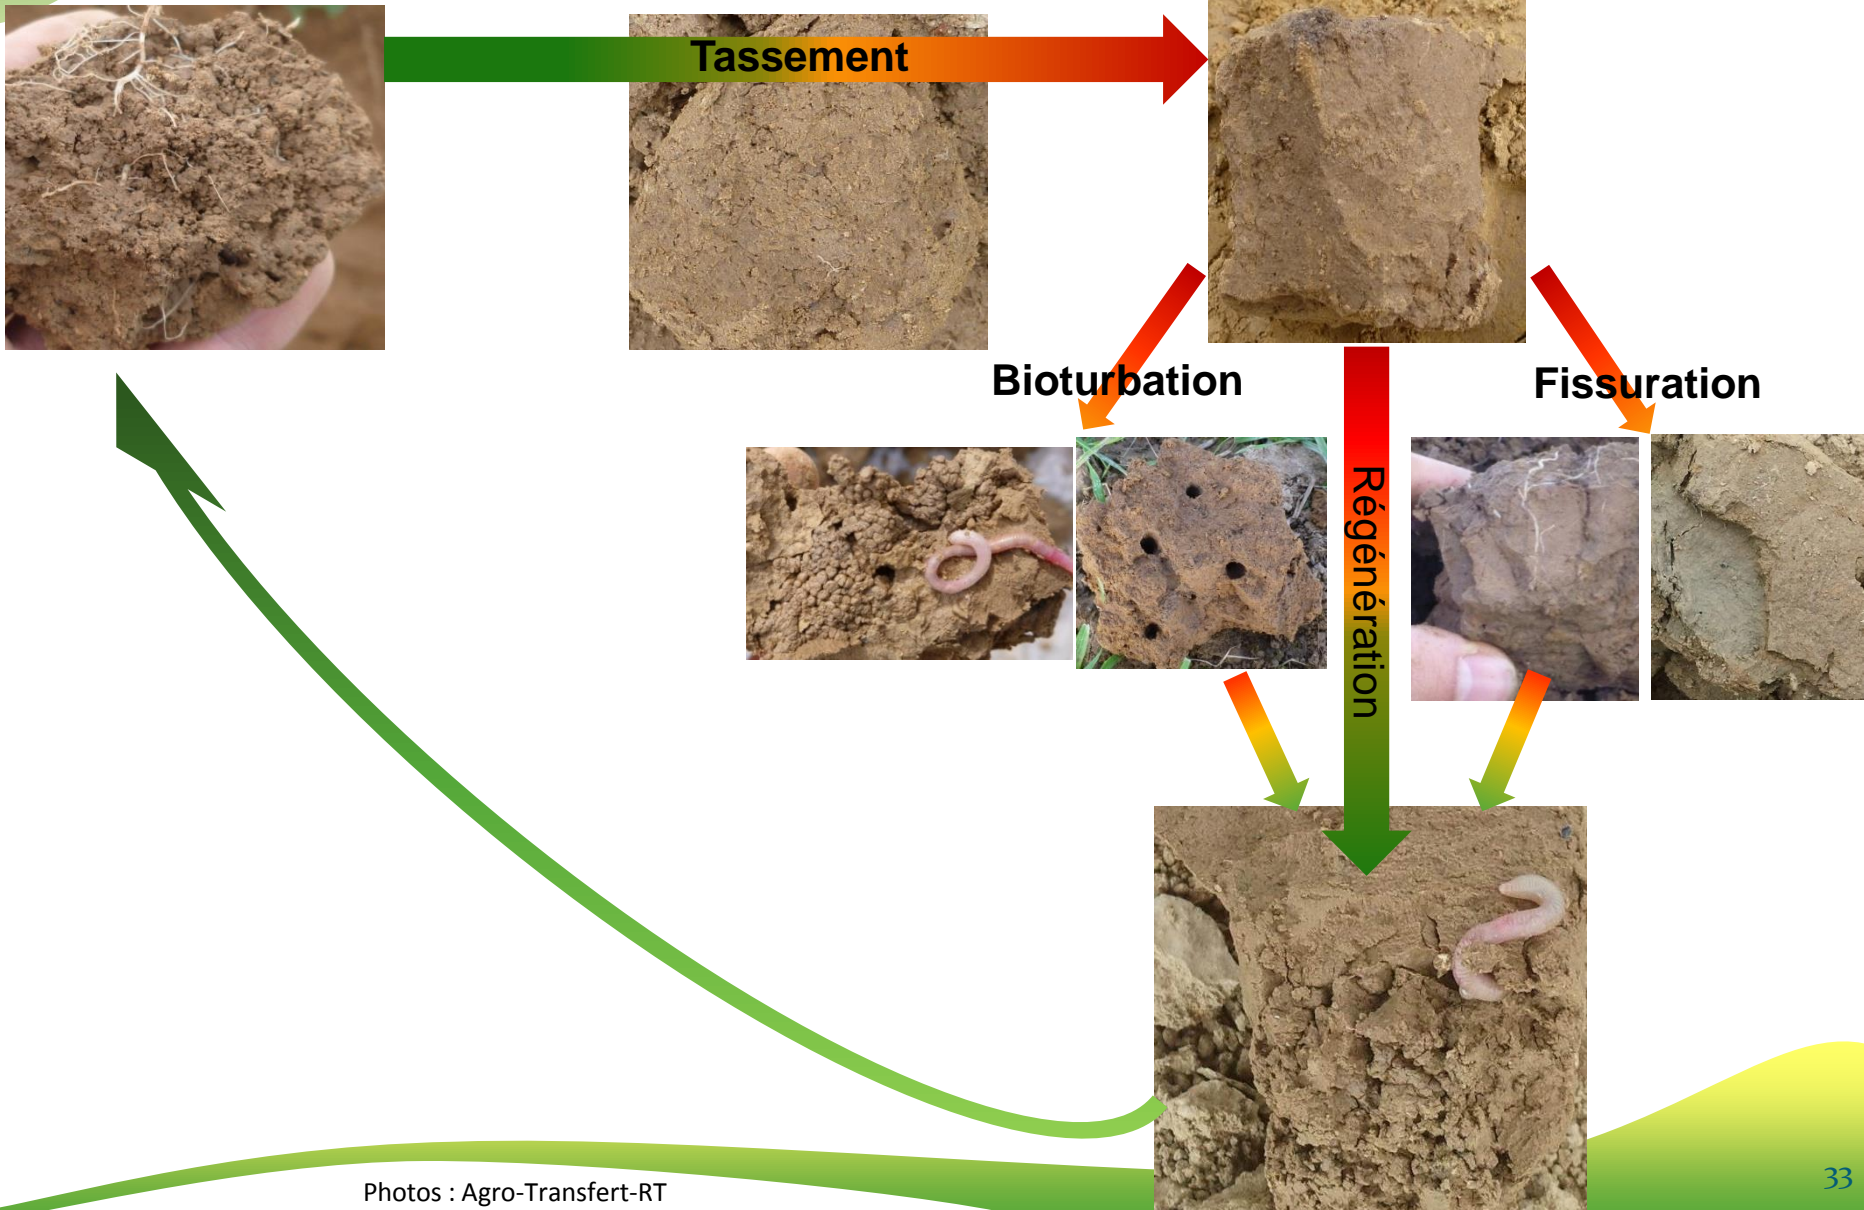 Tassement
Bioturbation
Fissuration
Régénération
Photos : Agro-Transfert-RT
33